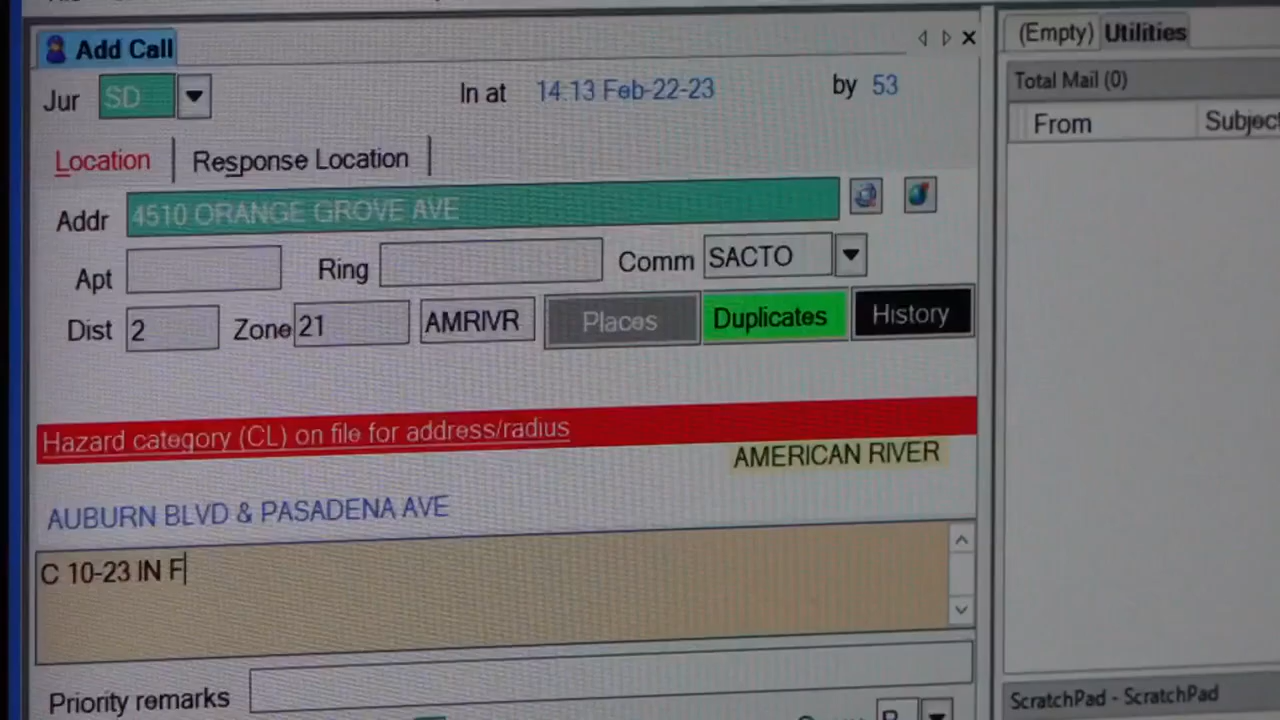 Add Call
(Empty) Utilities
Jur SD In at 14:13 Feb-22-23 by 53
Total Mail (0)
From Subject
Location Response Location
Addr 4510 ORANGE GROVE AVE
Apt Ring Comm SACTO
Dist 2 Zone 21 AMRIVR Places Duplicates History
Hazard category (CL) on file for address/radius
AMERICAN RIVER
AUBURN BLVD & PASADENA AVE
C 10-23 IN F
Priority remarks
ScratchPad - ScratchPad